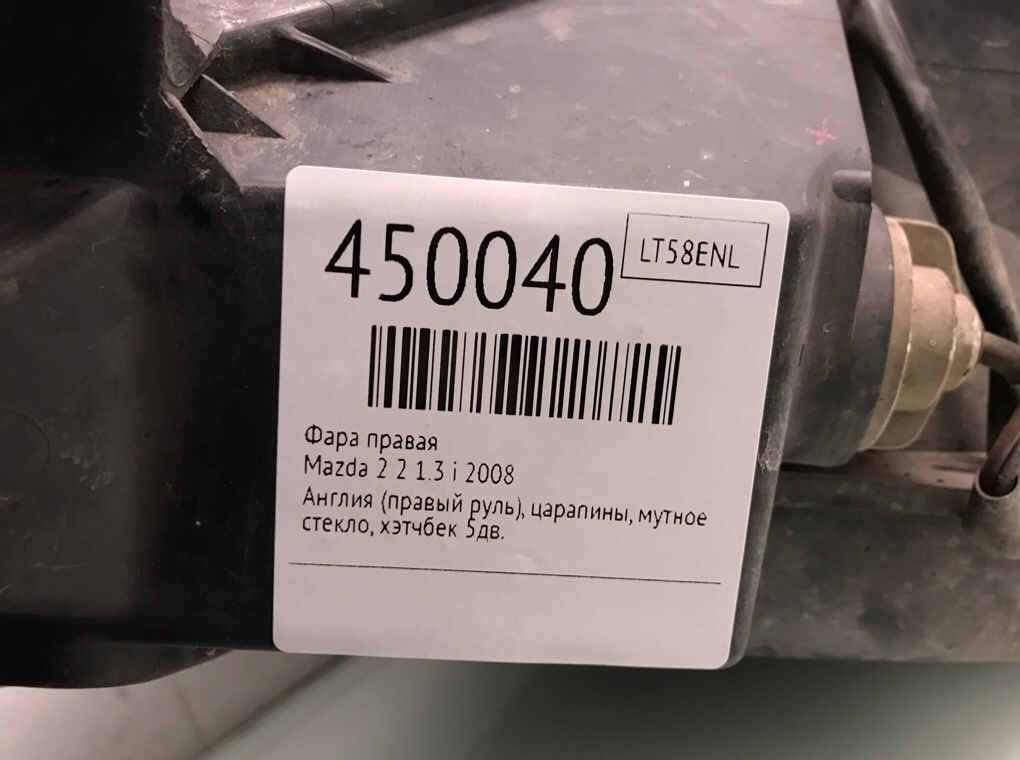 450040
LT58ENL
Фара правая
Mazda 2 2 1.3 i 2008
Англия (правый руль), царапины, мутное
стекло, хэтчбек 5дв.